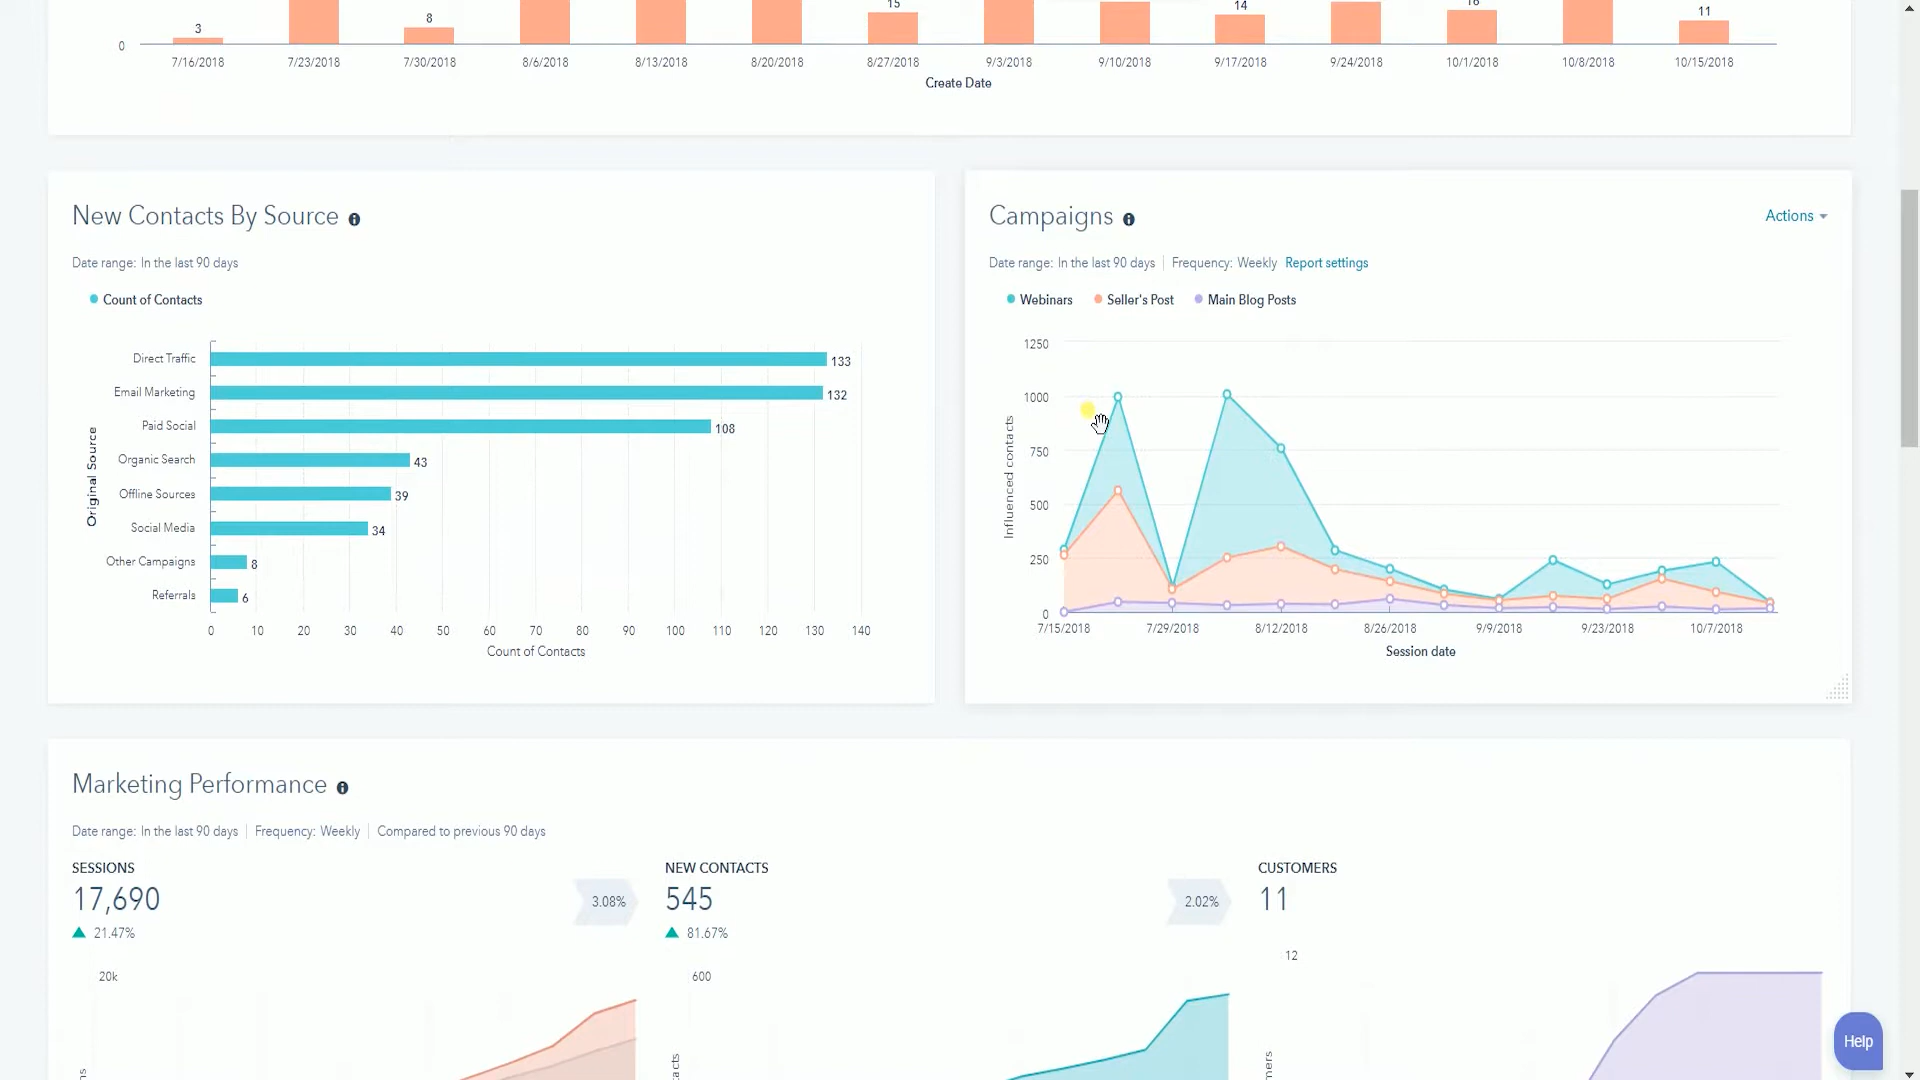 3
8
15
14
16
11
0
7/16/2018 7/23/2018 7/30/2018 8/6/2018 8/13/2018 8/20/2018 8/27/2018 9/3/2018 9/10/2018 9/17/2018 9/24/2018 10/1/2018 10/8/2018 10/15/2018
Create Date
New Contacts By Source
Date range: In the last 90 days
Count of Contacts
Original Source
Direct Traffic 133
Email Marketing 132
Paid Social 108
Organic Search 43
Offline Sources 39
Social Media 34
Other Campaigns 8
Referrals 6
0 10 20 30 40 50 60 70 80 90 100 110 120 130 140
Count of Contacts
Campaigns
Actions
Date range: In the last 90 days Frequency: Weekly Report settings
Webinars Seller's Post Main Blog Posts
Influenced contacts
1250
1000
750
500
250
0
7/15/2018 7/29/2018 8/12/2018 8/26/2018 9/9/2018 9/23/2018 10/7/2018
Session date
Marketing Performance
Date range: In the last 90 days Frequency: Weekly Compared to previous 90 days
SESSIONS
17,690
21.47%
20k
3.08%
NEW CONTACTS
545
81.67%
600
2.02%
CUSTOMERS
11
12
Help